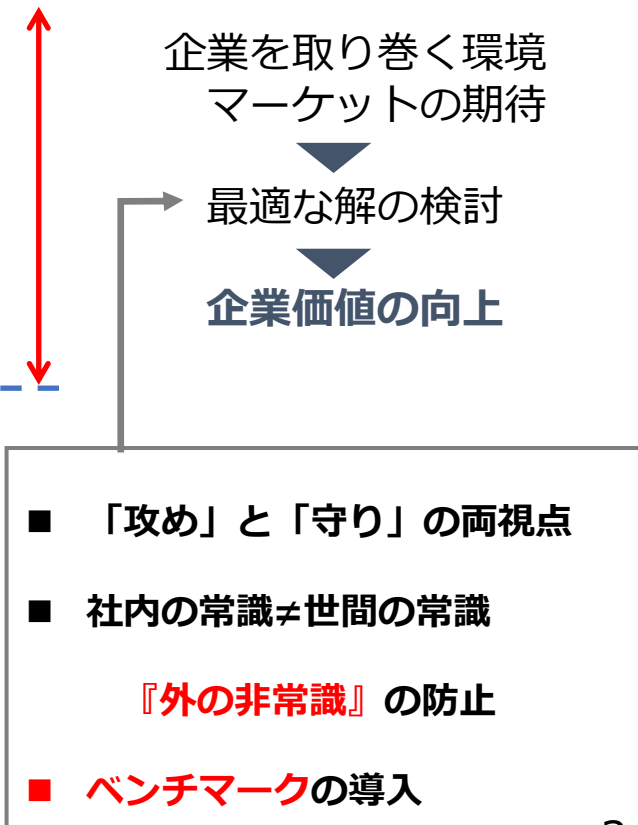 企業を取り巻く環境
マーケットの期待
最適な解の検討
企業価値の向上
■ 「攻め」と「守り」の両視点
■ 社内の常識≠世間の常識
『外の非常識』の防止
■ ベンチマークの導入